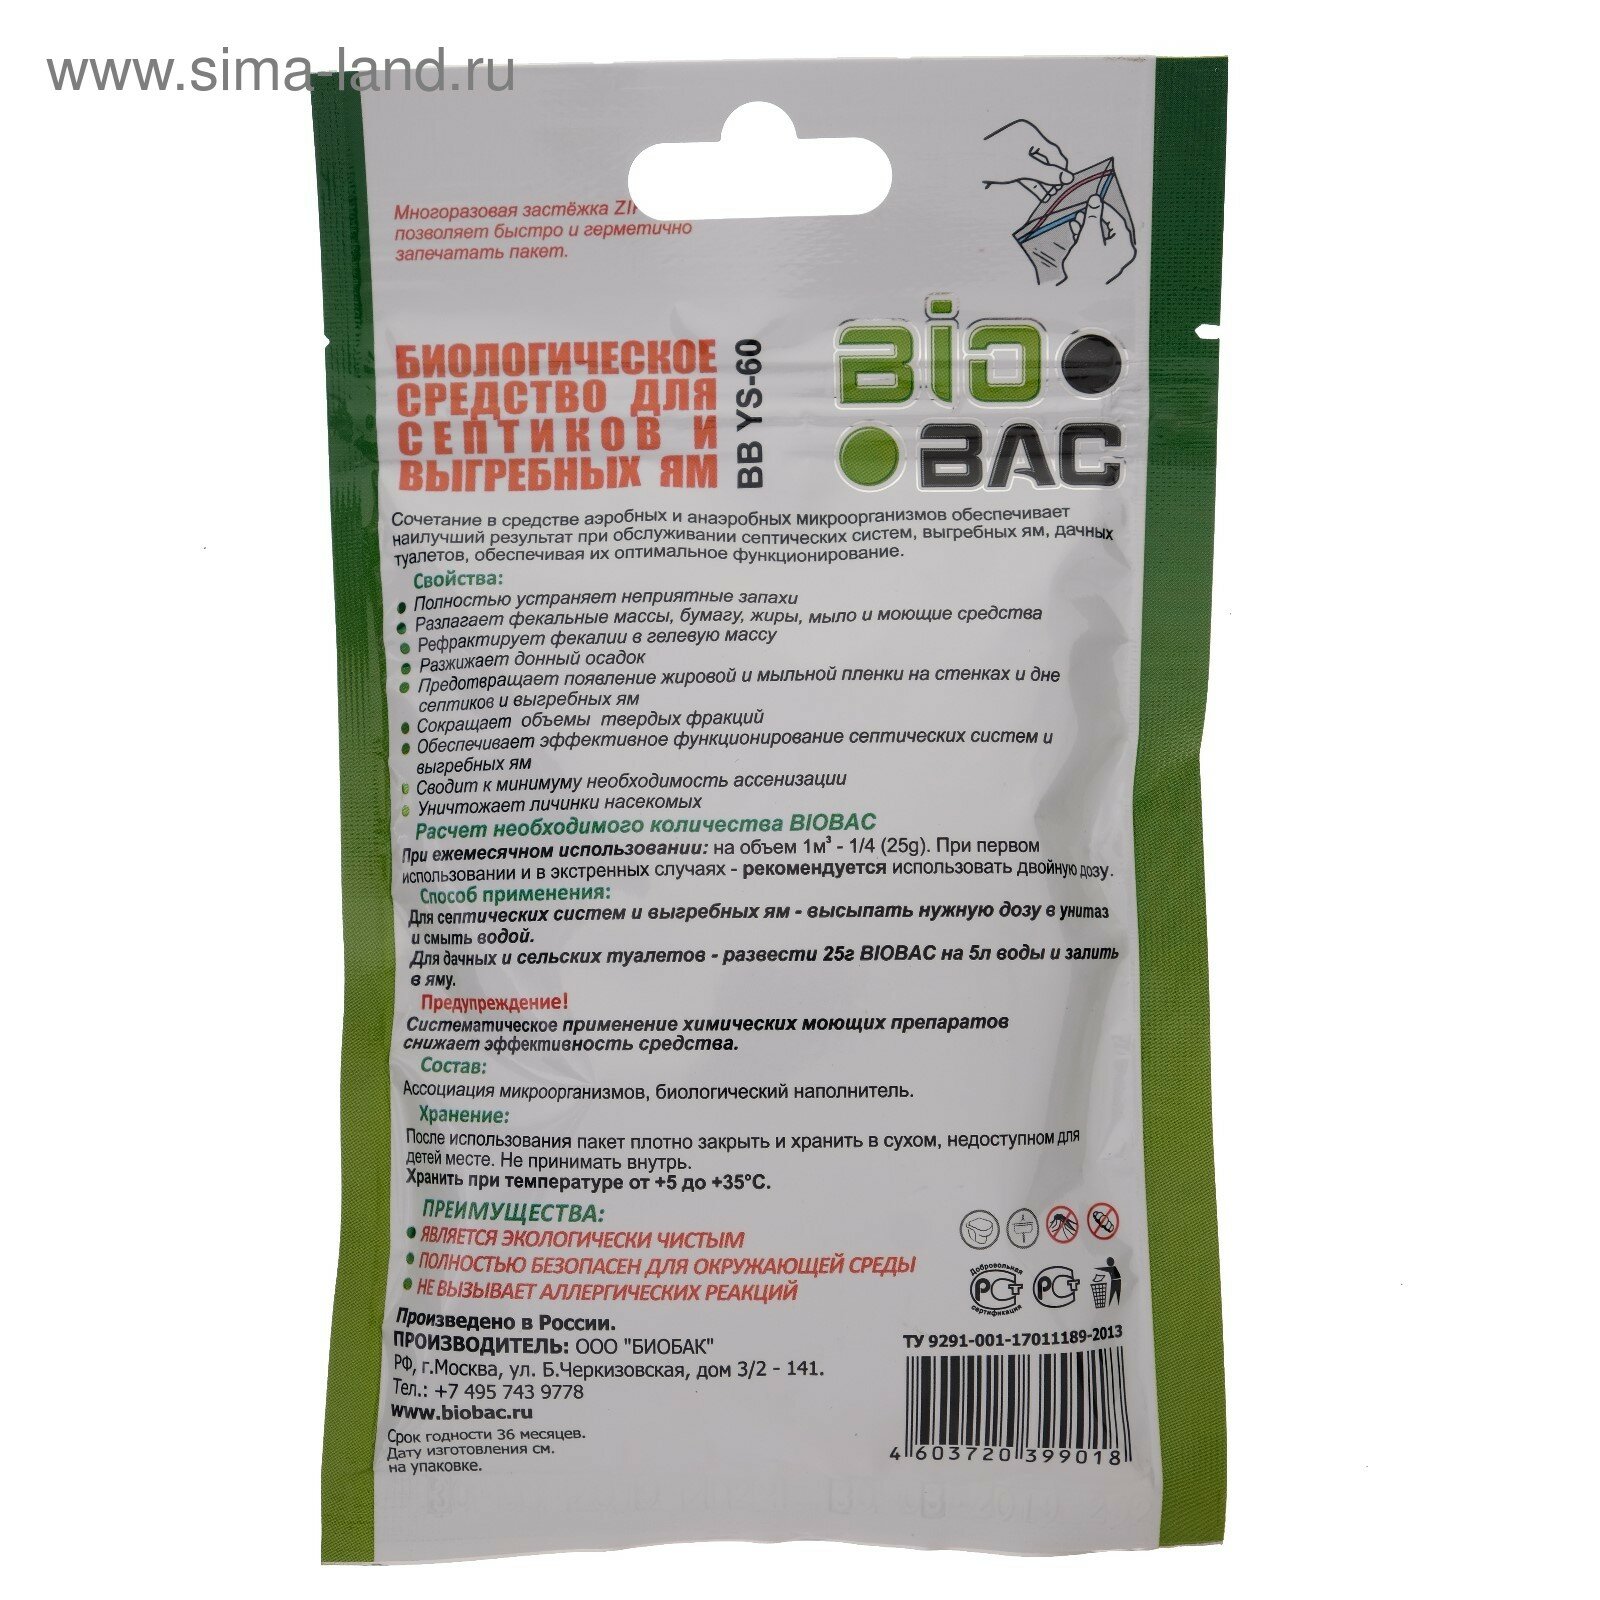 www.sima-land.ru
Многоразовая застёжка
позволяет быстро и герметично
запечатать пакет.
БИОЛОГИЧЕСКОЕ
СРЕДСТВО ДЛЯ
СЕПТИКОВ И
ВЫГРЕБНЫХ ЯМ
BB YS-60
BIO
BAC
Сочетание в средстве аэробных и анаэробных микроорганизмов обеспечивает
наилучший результат при обслуживании септических систем, выгребных ям, дачных
туалетов, обеспечивая их оптимальное функционирование.
Свойства:
Полностью устраняет неприятные запахи
Разлагает фекальные массы, бумагу, жиры, мыло и моющие средства
Рефрактирует фекалии в гелевую массу
Разжижает донный осадок
Предотвращает появление жировой и мыльной пленки на стенках и дне
септиков и выгребных ям
Сокращает объемы твердых фракций
Обеспечивает эффективное функционирование септических систем и
выгребных ям
Сводит к минимуму необходимость ассенизации
Уничтожает личинки насекомых
Расчет необходимого количества BIOBAC
При ежемесячном использовании: на объем 1м³ - 1/4 (25g). При первом
использовании и в экстренных случаях - рекомендуется использовать двойную дозу.
Способ применения:
Для септических систем и выгребных ям - высыпать нужную дозу в унитаз
и смыть водой.
Для дачных и сельских туалетов - развести 25г BIOBAC на 5л воды и залить
в яму.
Предупреждение!
Систематическое применение химических моющих препаратов
снижает эффективность средства.
Состав:
Ассоциация микроорганизмов, биологический наполнитель.
Хранение:
После использования пакет плотно закрыть и хранить в сухом, недоступном для
детей месте. Не принимать внутрь.
Хранить при температуре от +5 до +35°С.
ПРЕИМУЩЕСТВА:
ЯВЛЯЕТСЯ ЭКОЛОГИЧЕСКИ ЧИСТЫМ
ПОЛНОСТЬЮ БЕЗОПАСЕН ДЛЯ ОКРУЖАЮЩЕЙ СРЕДЫ
НЕ ВЫЗЫВАЕТ АЛЛЕРГИЧЕСКИХ РЕАКЦИЙ
Добровольная
РСТ РСТ
сертификация
Произведено в России.
ПРОИЗВОДИТЕЛЬ: ООО "БИОБАК"
РФ, г.Москва, ул. Б.Черкизовская, дом 3/2 - 141.
Тел.: +7 495 743 9778
www.biobac.ru
Срок годности 36 месяцев.
Дату изготовления см.
на упаковке.
ТУ 9291-001-17011189-2013
4 603720 399018